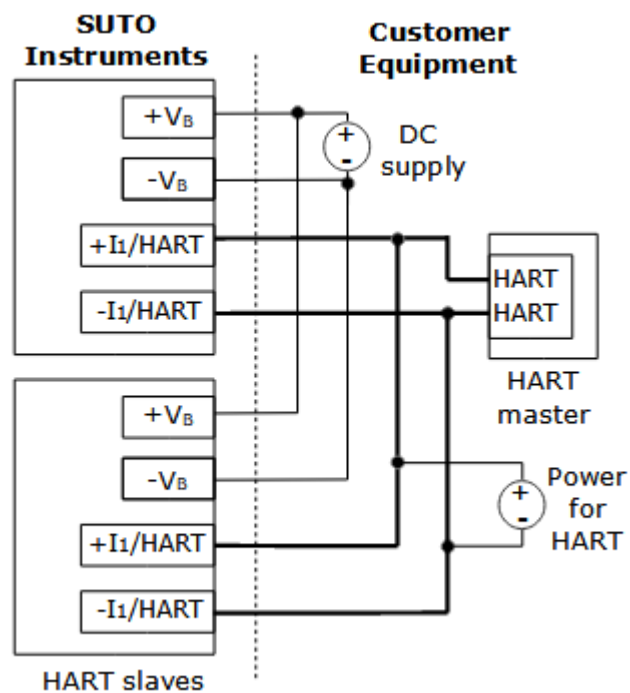 SUTO
Instruments
Customer
Equipment
+VB
-VB
+I1/HART
-I1/HART
+
-
DC
supply
HART
HART
HART
master
+VB
-VB
+I1/HART
-I1/HART
+
-
Power
for
HART
HART slaves